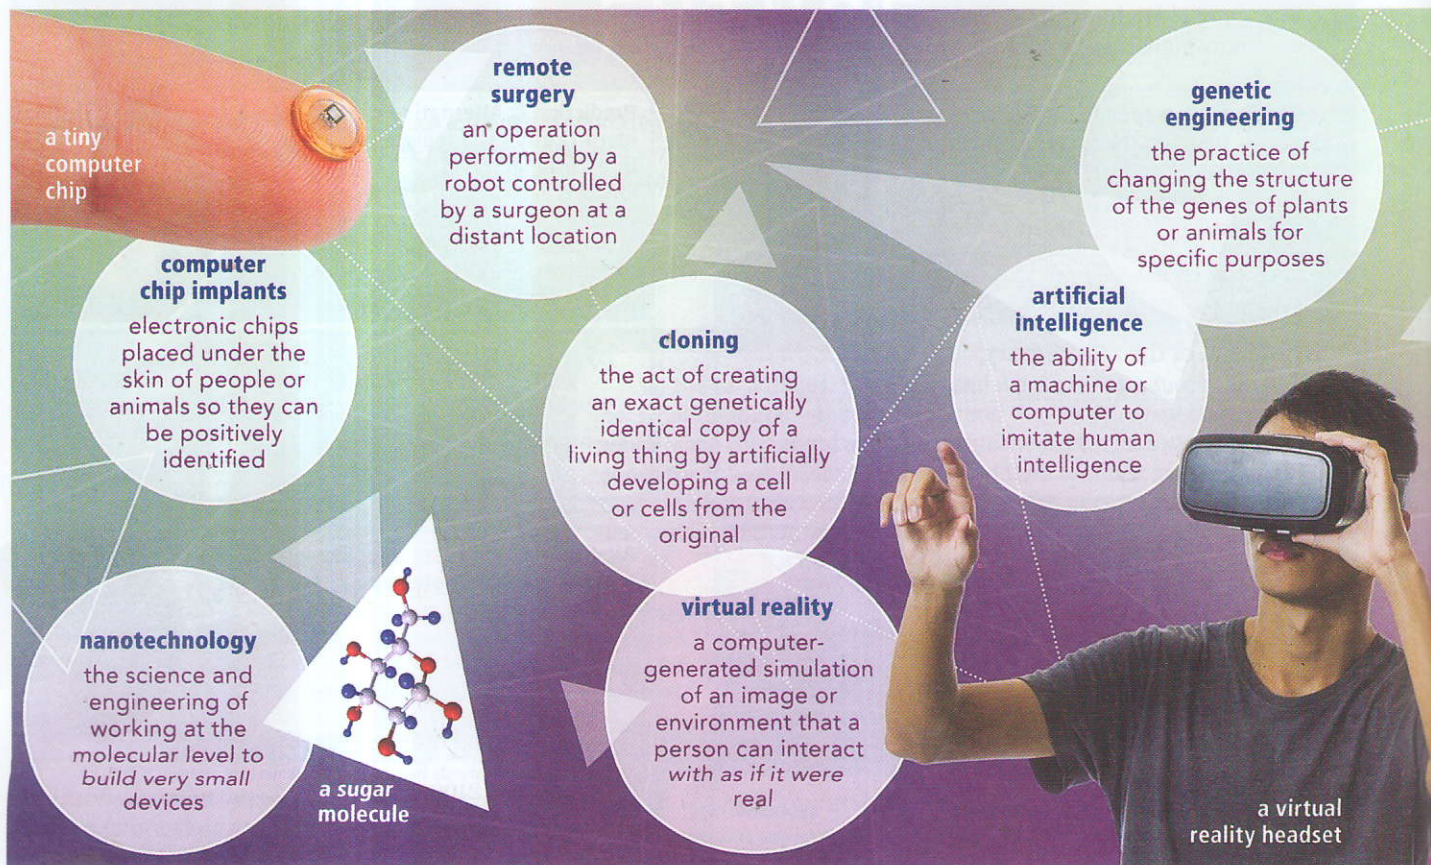 a tiny
computer
chip
remote
surgery
an operation
performed by a
robot controlled
by a surgeon at a
distant location
genetic
engineering
the practice of
changing the structure
of the genes of plants
or animals for
specific purposes
computer
chip implants
electronic chips
placed under the
skin of people or
animals so they can
be positively
identified
cloning
the act of creating
an exact genetically
identical copy of a
living thing by artificially
developing a cell
or cells from the
original
artificial
intelligence
the ability of
a machine or
computer to
imitate human
intelligence
nanotechnology
the science and
engineering of
working at the
molecular level to
build very small
devices
a sugar
molecule
virtual reality
a computer-
generated simulation
of an image or
environment that a
person can interact
with as if it were
real
a virtual
reality headset